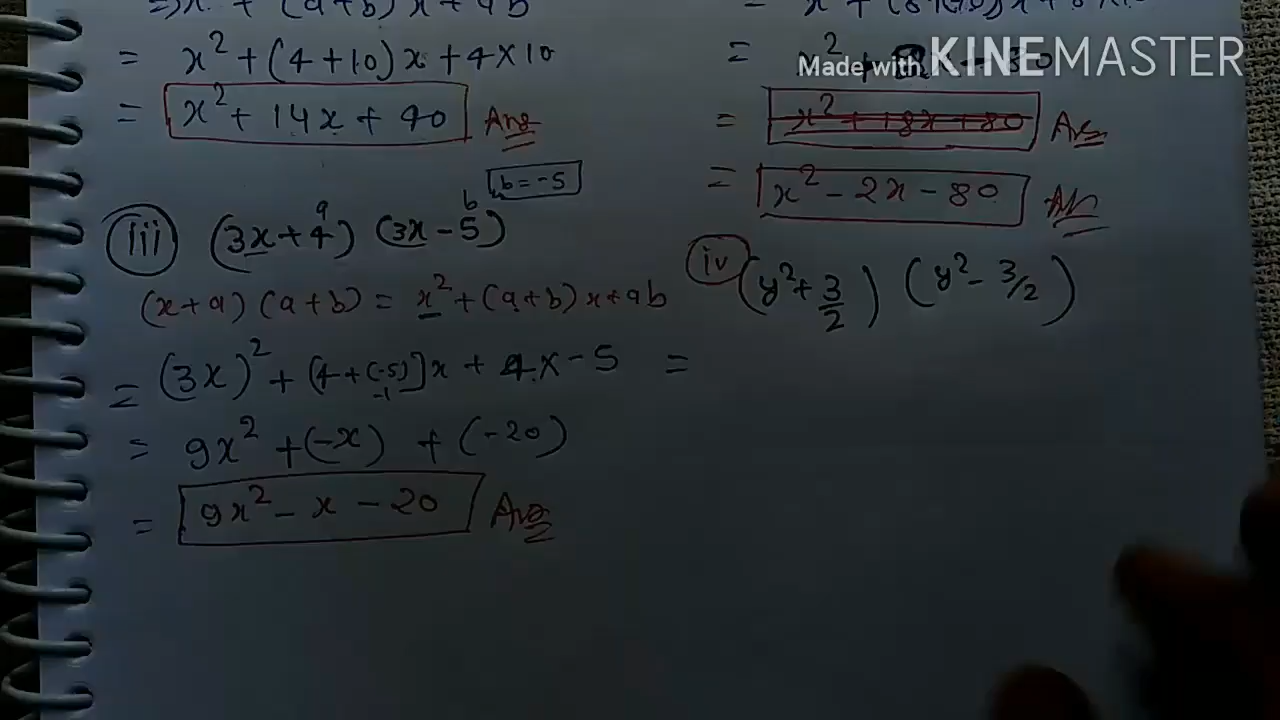 = x² + (4+10)x + 4×10
= x² + 14x + 40 Ans
b = -5
a b
(iii) (3x+4) (3x-5)
(x+a) (a+b) = x² + (a+b)x + ab
= (3x)² + (4+(-5)]x + 4x-5
-1
= 9x² + (-x) + (-20)
= 9x² - x - 20 Ans
Made with KINEMASTER
= x² + 18x + 80 Ans
= x² - 2x - 80 An
(iv) (y² + 3/2) (y² - 3/2)
=